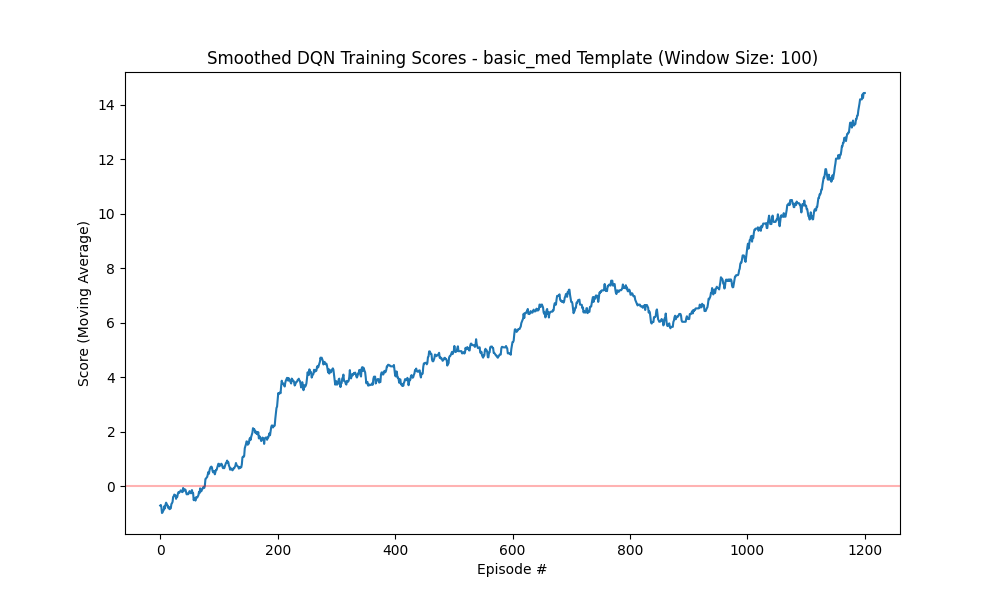 Smoothed DQN Training Scores - basic_med Template (Window Size: 100)
Score (Moving Average)
14
12
10
8
6
4
2
0
0 200 400 600 800 1000 1200
Episode #